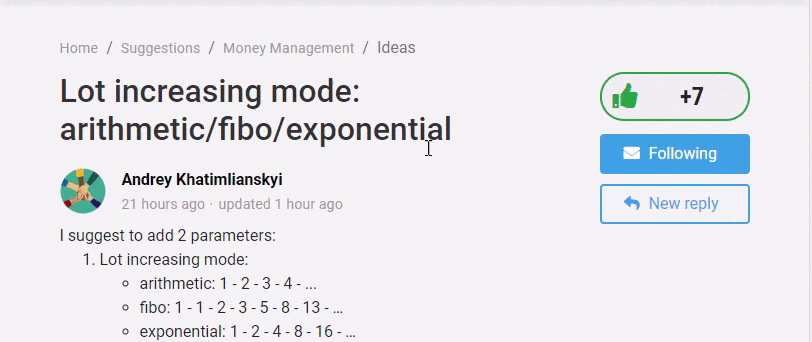 Home / Suggestions / Money Management / Ideas
Lot increasing mode:
arithmetic/fibo/exponential
+7
Following
New reply
Andrey Khatimlianskyi
21 hours ago · updated 1 hour ago
I suggest to add 2 parameters:
1. Lot increasing mode:
arithmetic: 1 - 2 - 3 - 4 - ...
fibo: 1 - 1 - 2 - 3 - 5 - 8 - 13 - ...
exponential: 1 - 2 - 4 - 8 - 16 - ...